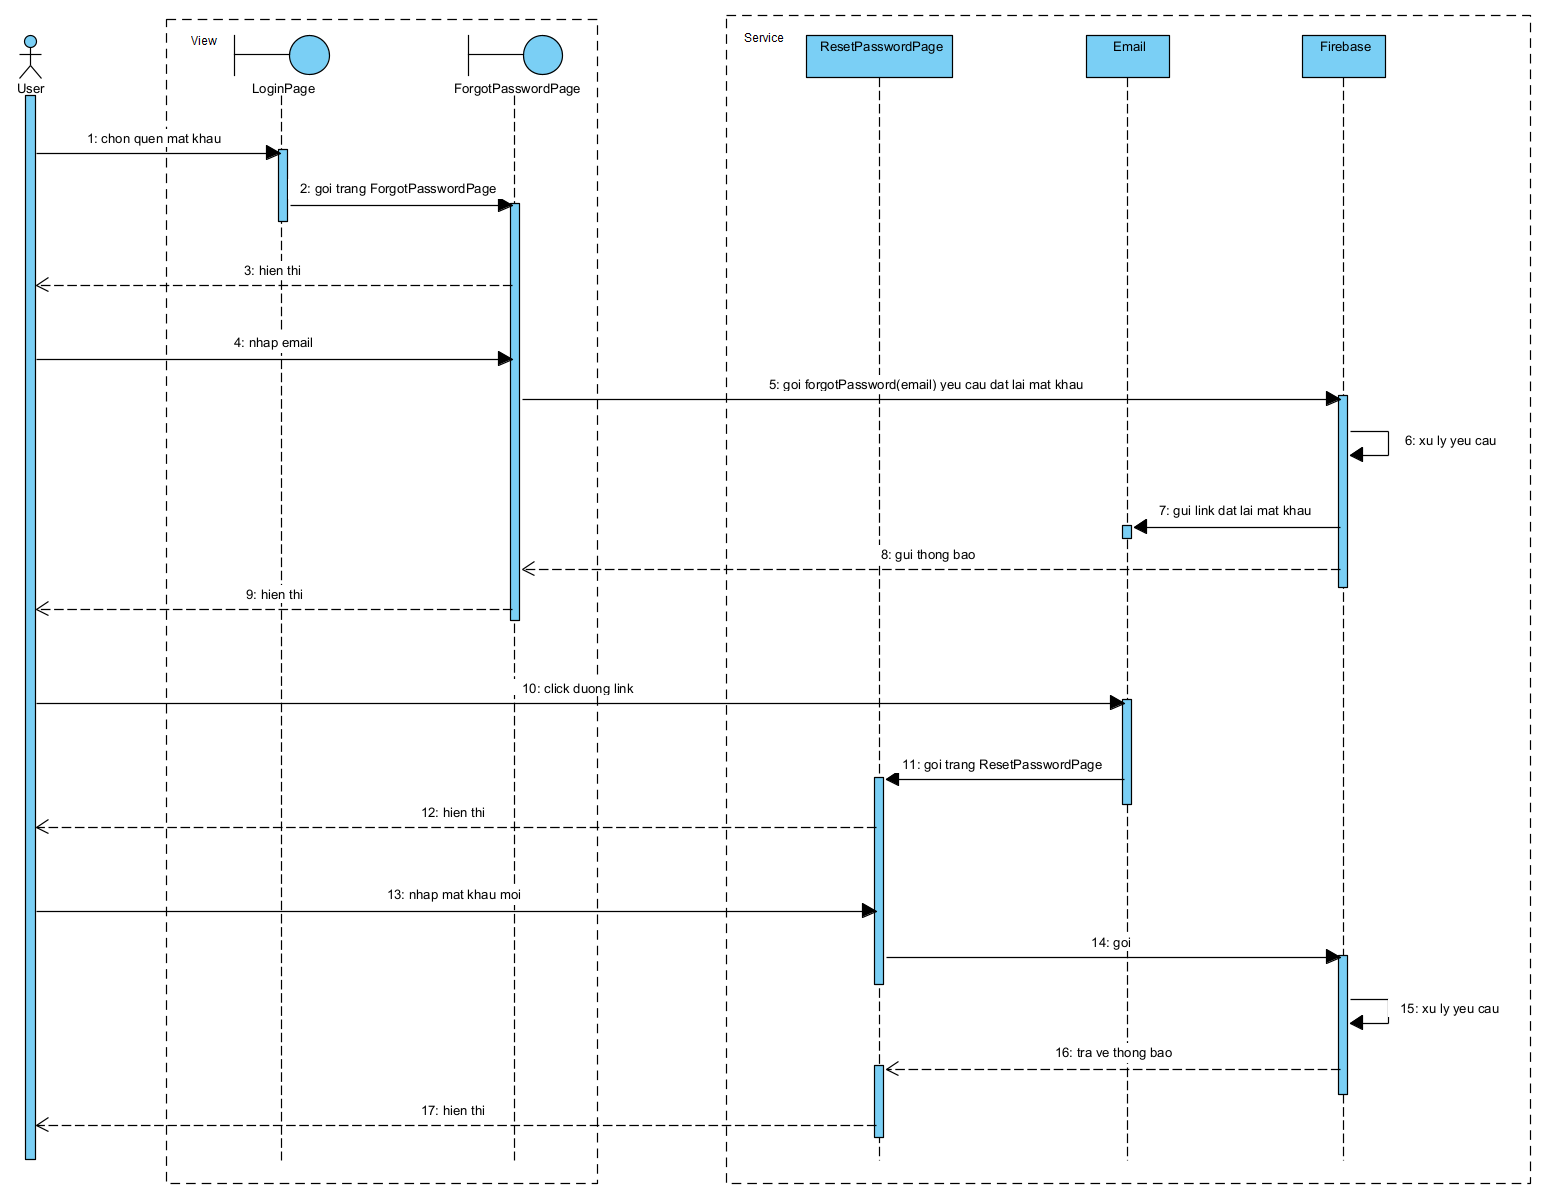 View
Service
User
LoginPage
ForgotPasswordPage
ResetPasswordPage
Email
Firebase
1: chon quen mat khau
2: goi trang ForgotPasswordPage
3: hien thi
4: nhap email
5: goi forgotPassword(email) yeu cau dat lai mat khau
6: xu ly yeu cau
7: gui link dat lai mat khau
8: gui thong bao
9: hien thi
10: click duong link
11: goi trang ResetPasswordPage
12: hien thi
13: nhap mat khau moi
14: goi
15: xu ly yeu cau
16: tra ve thong bao
17: hien thi